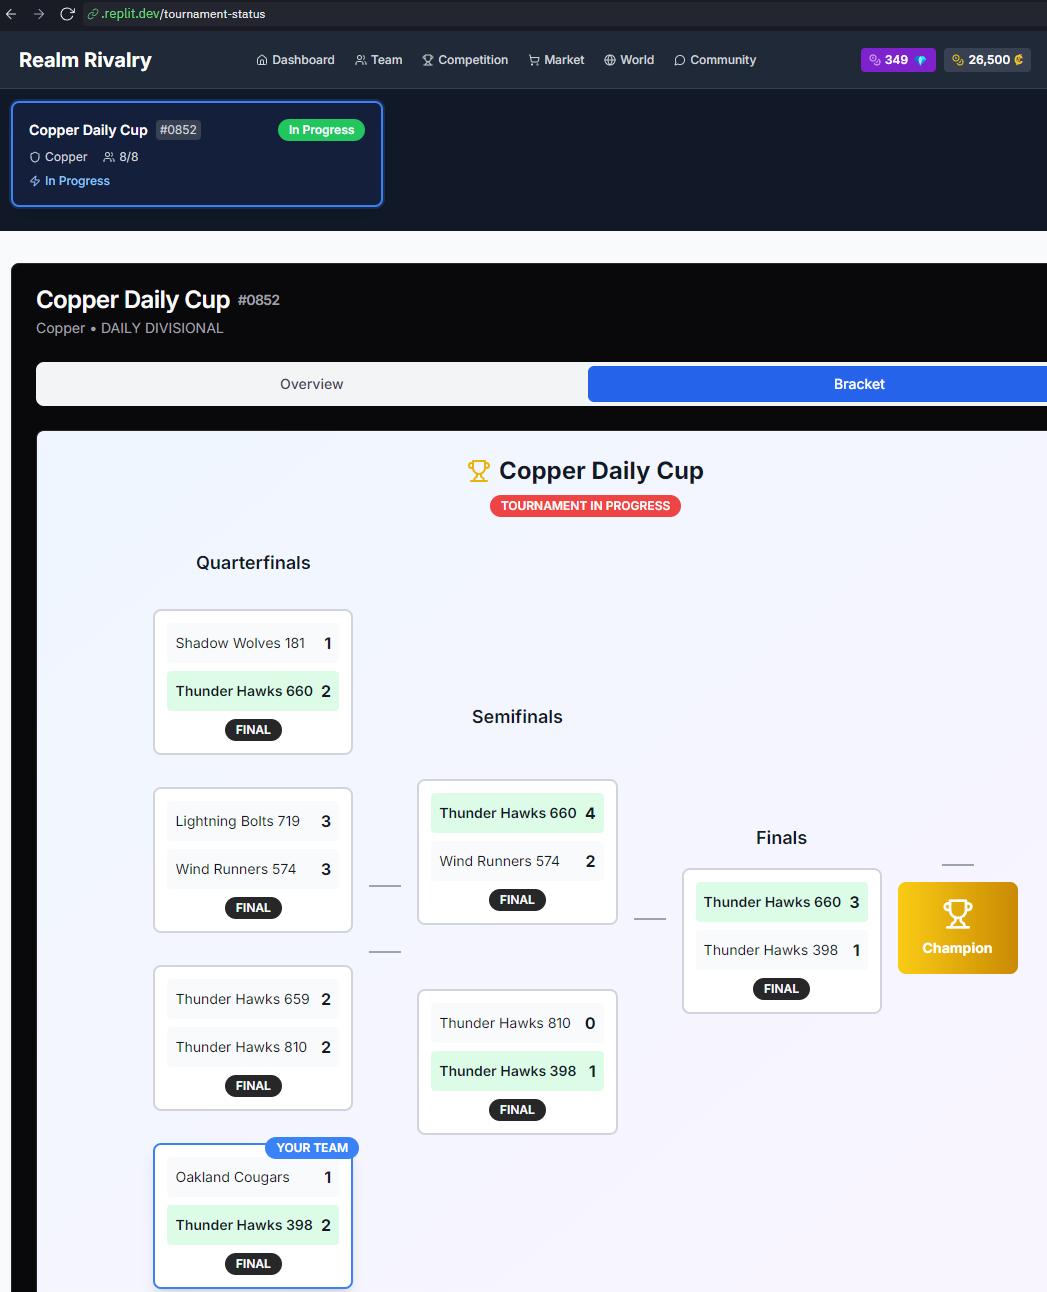 .replit.dev/tournament-status
Realm Rivalry
Dashboard
Team
Competition
Market
World
Community
349
26,500 ₡
Copper Daily Cup #0852
In Progress
Copper 8/8
In Progress
Copper Daily Cup #0852
Copper • DAILY DIVISIONAL
Overview
Bracket
Copper Daily Cup
TOURNAMENT IN PROGRESS
Quarterfinals
Shadow Wolves 181 1
Thunder Hawks 660 2
FINAL
Lightning Bolts 719 3
Wind Runners 574 3
FINAL
Thunder Hawks 659 2
Thunder Hawks 810 2
FINAL
YOUR TEAM
Oakland Cougars 1
Thunder Hawks 398 2
FINAL
Semifinals
Thunder Hawks 660 4
Wind Runners 574 2
FINAL
Thunder Hawks 810 0
Thunder Hawks 398 1
FINAL
Finals
Thunder Hawks 660 3
Thunder Hawks 398 1
FINAL
Champion